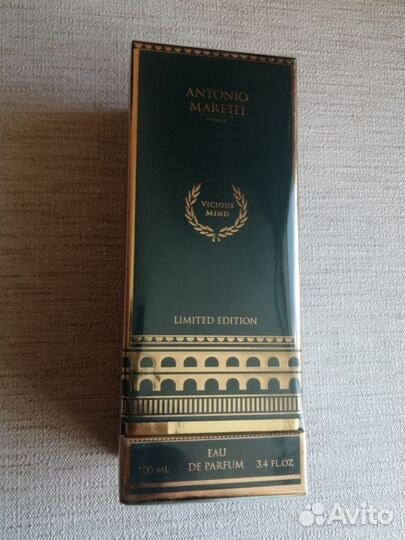 ANTONIO
MARETTI
VICIOUS
MIND
LIMITED EDITION
EAU
100 ML DE PARFUM 3.4 FL.OZ
Avito